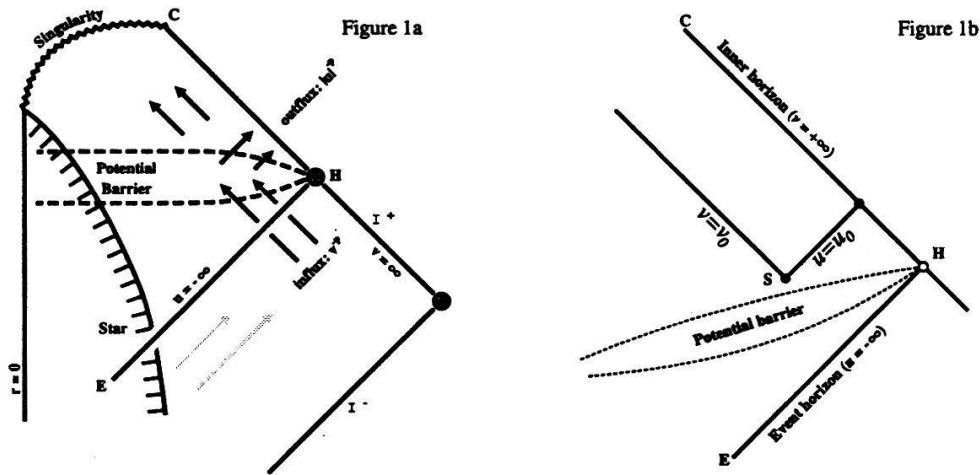 Figure 1a
C
Singularity
outflux: |u|⁻ᵖ
Potential
Barrier
H
I +
influx: v⁻ᵖ
v = ∞
u = -∞
Star
E
r = 0
I -
Figure 1b
C
Inner horizon (v = +∞)
v=v₀
u=u₀
S
H
Potential barrier
Event horizon (u = -∞)
E